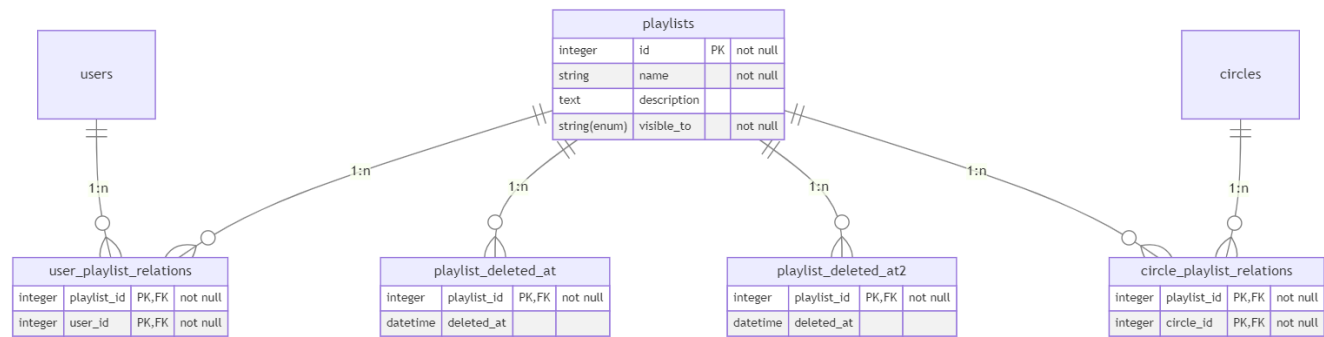 playlists
integer id PK not null
string name not null
text description
string(enum) visible_to not null
users
circles
1:n
1:n
1:n
1:n
1:n
1:n
user_playlist_relations
integer playlist_id PK,FK not null
integer user_id PK,FK not null
playlist_deleted_at
integer playlist_id PK,FK not null
datetime deleted_at
playlist_deleted_at2
integer playlist_id PK,FK not null
datetime deleted_at
circle_playlist_relations
integer playlist_id PK,FK not null
integer circle_id PK,FK not null